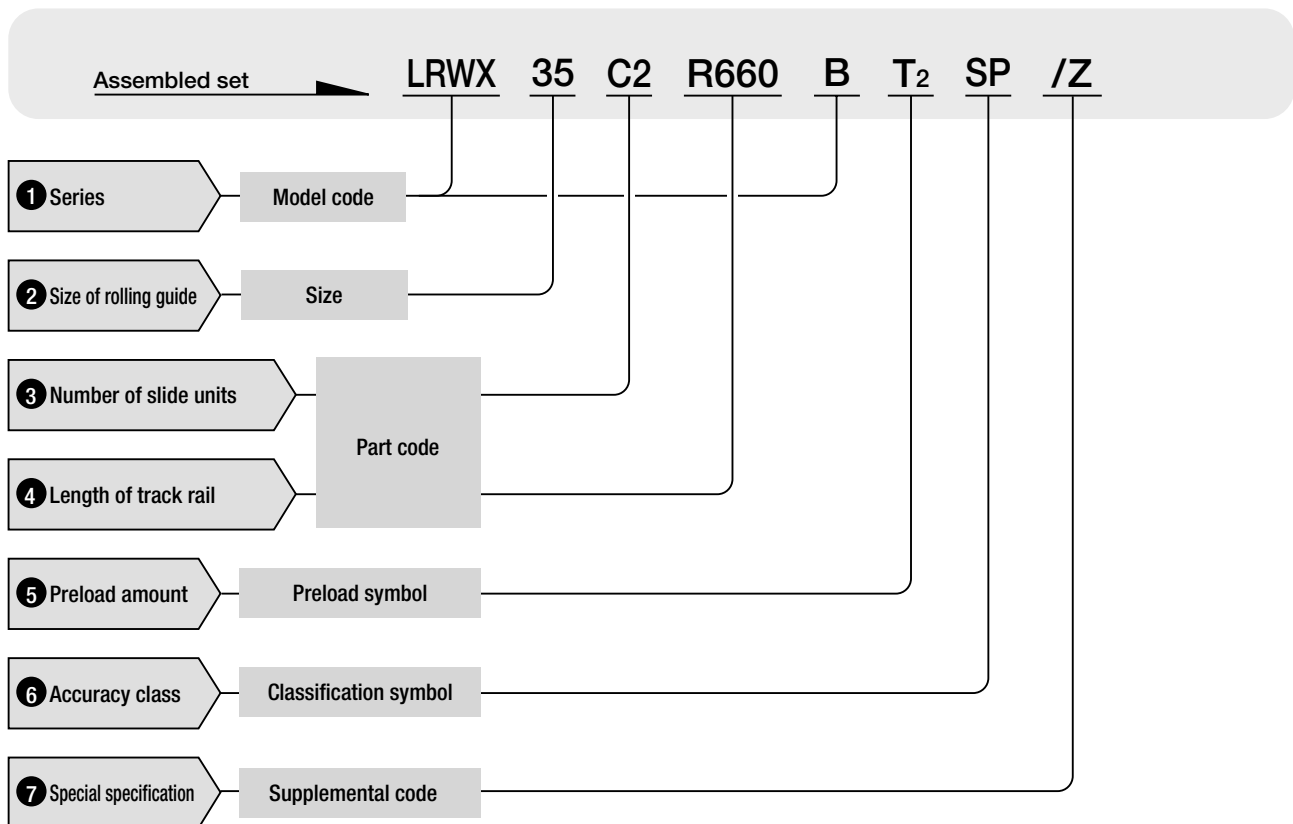 Assembled set LRWX 35 C2 R660 B T2 SP /Z
1 Series Model code
2 Size of rolling guide Size
3 Number of slide units
Part code
4 Length of track rail
5 Preload amount Preload symbol
6 Accuracy class Classification symbol
7 Special specification Supplemental code